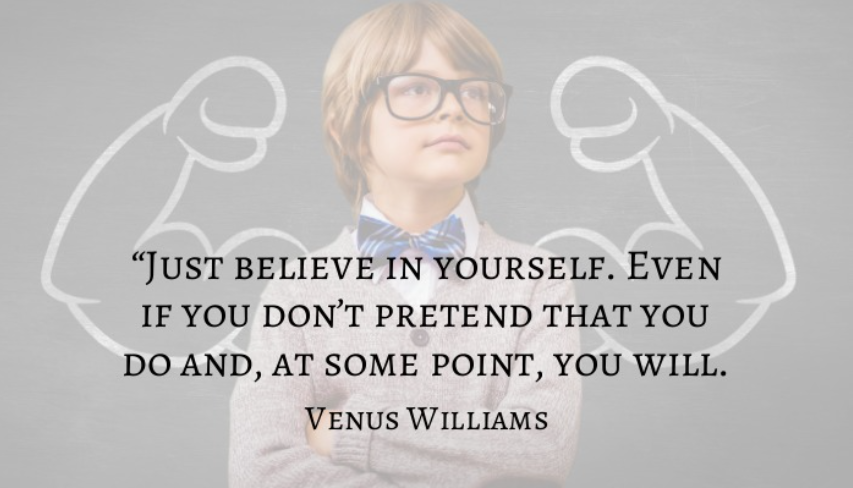 “Just believe in yourself. Even
if you don’t pretend that you
do and, at some point, you will.
Venus Williams